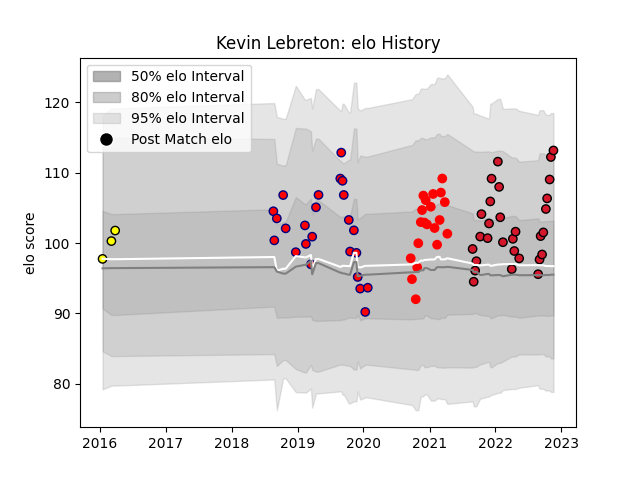 Kevin Lebreton: elo History
50% elo Interval
80% elo Interval
95% elo Interval
Post Match elo
elo score
120
110
100
90
80
2016 2017 2018 2019 2020 2021 2022 2023